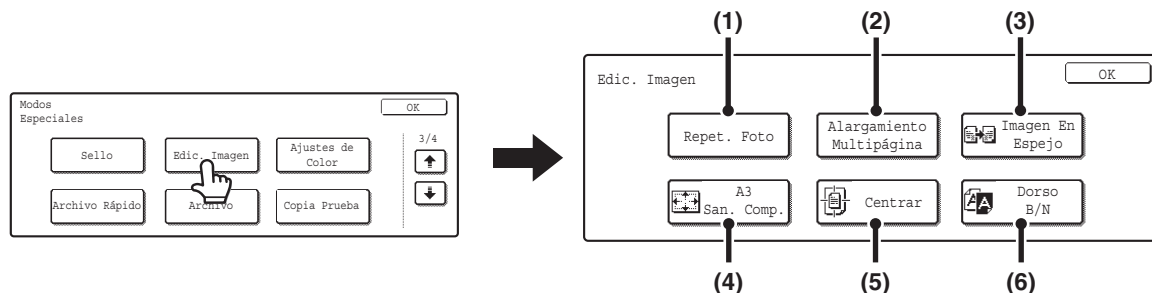 (1)
(2)
(3)
Modos
Especiales
OK
3/4
Sello
Edic. Imagen
Ajustes de
Color
Archivo Rápido
Archivo
Copia Prueba
Edic. Imagen
OK
Repet. Foto
Alargamiento
Multipágina
Imagen En
Espejo
A3
San. Comp.
Centrar
Dorso
B/N
(4)
(5)
(6)